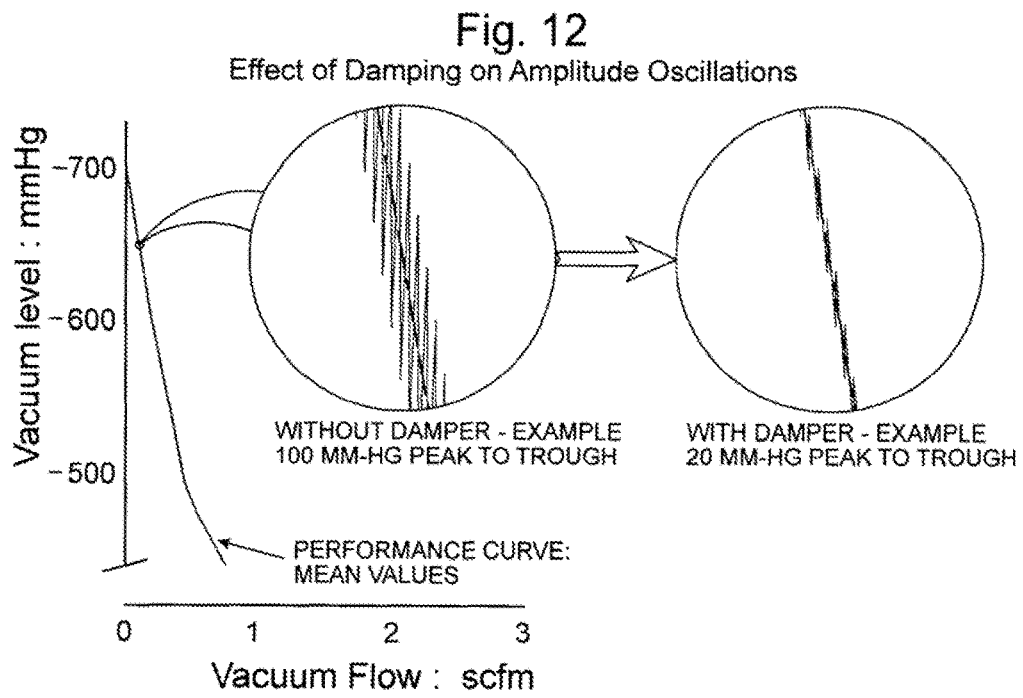 Fig. 12
Effect of Damping on Amplitude Oscillations
Vacuum level : mmHg
-700
-600
-500
WITHOUT DAMPER - EXAMPLE
100 MM-HG PEAK TO TROUGH
WITH DAMPER - EXAMPLE
20 MM-HG PEAK TO TROUGH
PERFORMANCE CURVE:
MEAN VALUES
0 1 2 3
Vacuum Flow : scfm